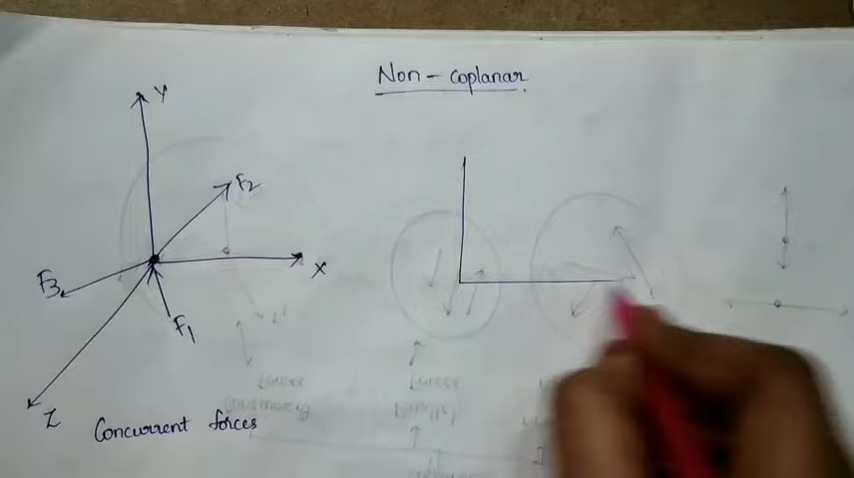 Non - coplanar
Y
F2
X
F3
F1
Z
Concurrent forces